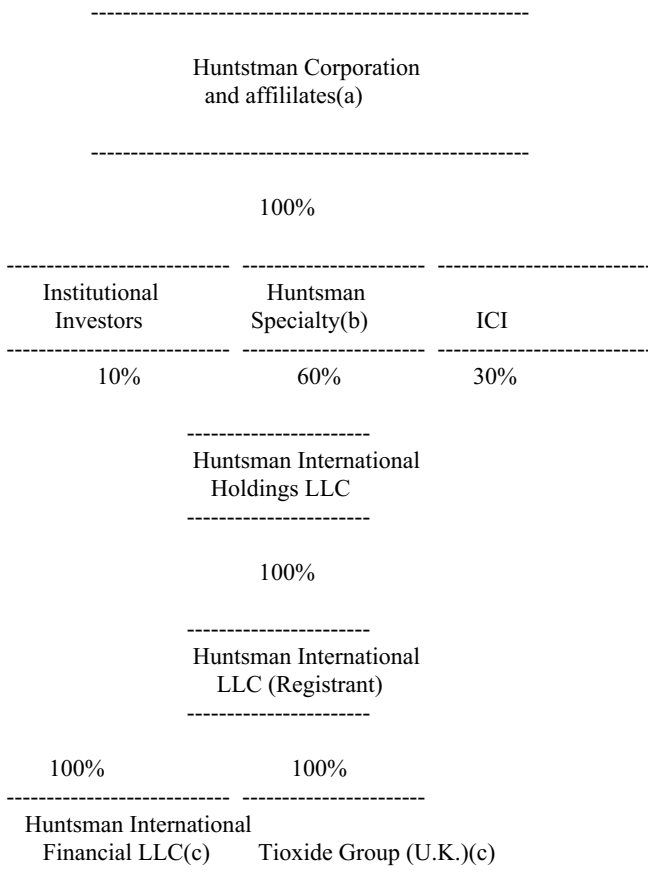 -------------------------------------------------------
Huntstman Corporation
and affililates(a)
-------------------------------------------------------
100%
---------------------------- ----------------------- ---------------------------
Institutional Huntsman
Investors Specialty(b) ICI
---------------------------- ----------------------- ---------------------------
10% 60% 30%
-----------------------
Huntsman International
Holdings LLC
-----------------------
100%
-----------------------
Huntsman International
LLC (Registrant)
-----------------------
100% 100%
---------------------------- -----------------------
Huntsman International
Financial LLC(c) Tioxide Group (U.K.)(c)